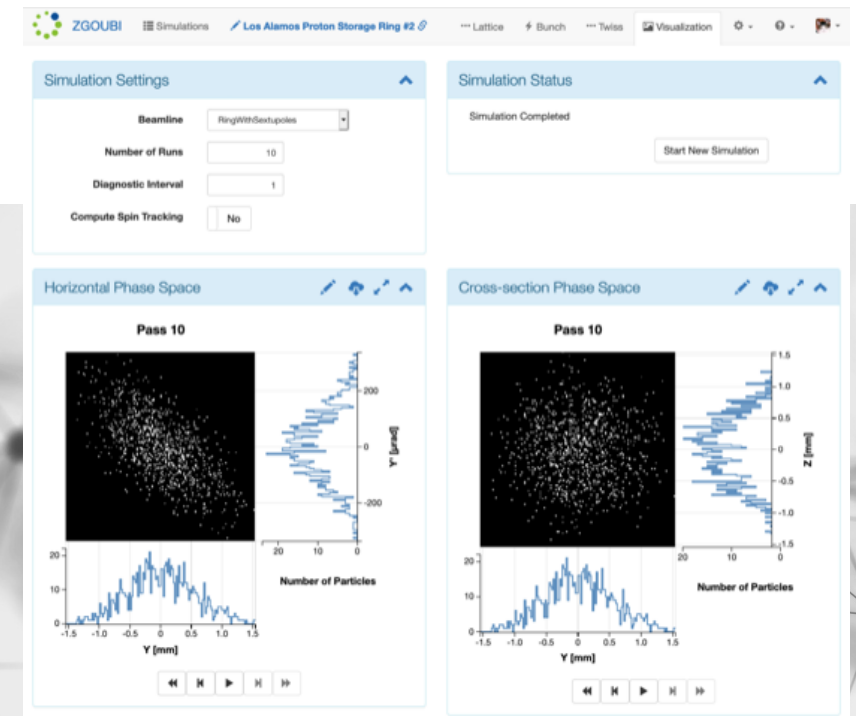 ZGOUBI Simulations Los Alamos Proton Storage Ring #2 Lattice Bunch Twiss Visualization
Simulation Settings
Beamline RingWithSextupoles
Number of Runs 10
Diagnostic Interval 1
Compute Spin Tracking No
Simulation Status
Simulation Completed
Start New Simulation
Horizontal Phase Space
Pass 10
200
0
-200
Y' [µrad]
20 10 0
Number of Particles
20
10
0
-1.5 -1.0 -0.5 0 0.5 1.0 1.5
Y [mm]
Cross-section Phase Space
Pass 10
1.5
1.0
0.5
0
-0.5
-1.0
-1.5
Z [mm]
20 10 0
Number of Particles
20
10
0
-1.5 -1.0 -0.5 0 0.5 1.0 1.5
Y [mm]